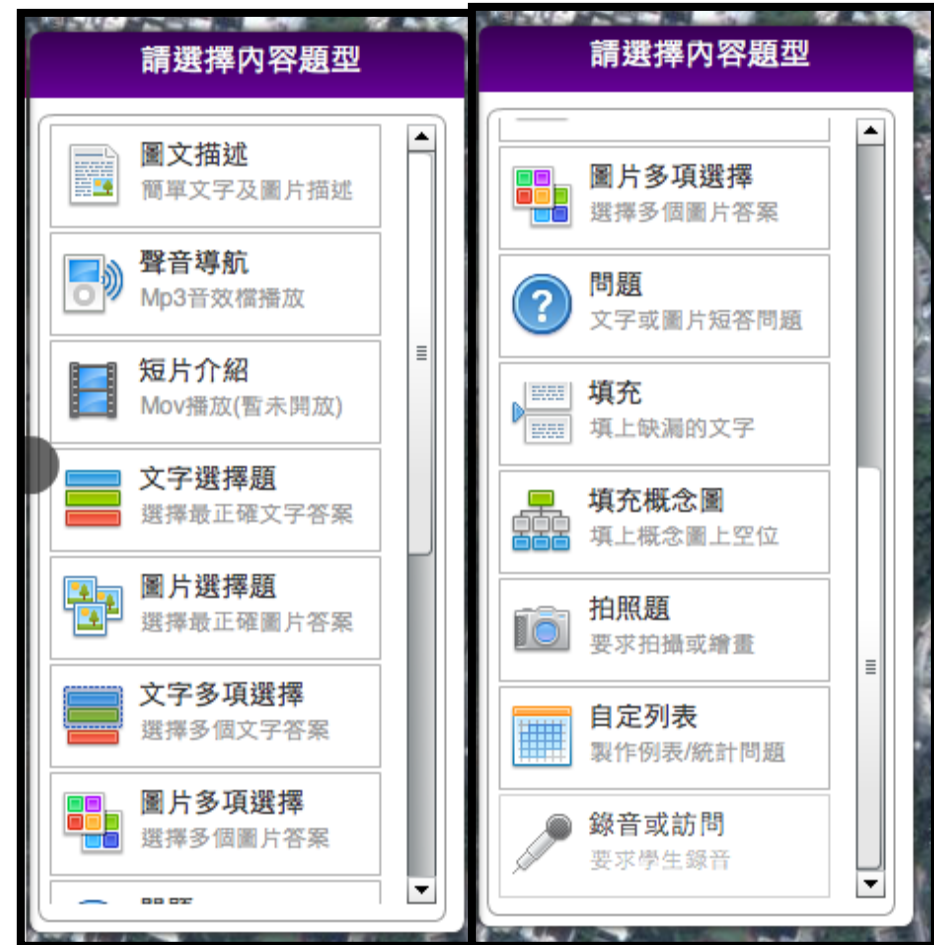 請選擇內容題型
圖文描述
簡單文字及圖片描述
聲音導航
Mp3音效檔播放
短片介紹
Mov播放(暫未開放)
文字選擇題
選擇最正確文字答案
圖片選擇題
選擇最正確圖片答案
文字多項選擇
選擇多個文字答案
圖片多項選擇
選擇多個圖片答案
請選擇內容題型
圖片多項選擇
選擇多個圖片答案
問題
文字或圖片短答問題
填充
填上缺漏的文字
填充概念圖
填上概念圖上空位
拍照題
要求拍攝或繪畫
自定列表
製作例表/統計問題
錄音或訪問
要求學生錄音